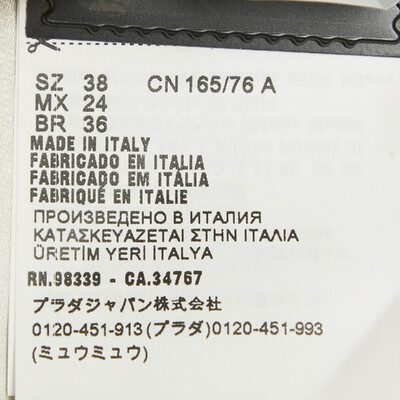 SZ 38 CN 165/76 A
MX 24
BR 36
MADE IN ITALY
FABRICADO EN ITALIA
FABRICADO EM ITÁLIA
FABRIQUÉ EN ITALIE
ПРОИЗВЕДЕНО В ИТАЛИЯ
ΚΑΤΑΣΚΕΥΑΖΕΤΑΙ ΣΤΗΝ ΙΤΑΛΙΑ
ÜRETİM YERİ İTALYA
RN.98339 - CA.34767
プラダジャパン株式会社
0120-451-913(プラダ)0120-451-993
(ミュウミュウ)